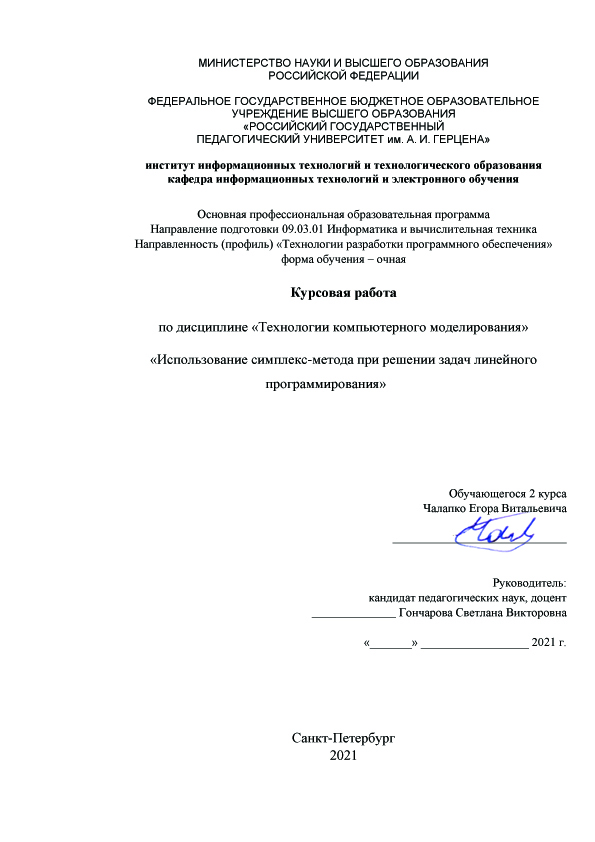 МИНИСТЕРСТВО НАУКИ И ВЫСШЕГО ОБРАЗОВАНИЯ
РОССИЙСКОЙ ФЕДЕРАЦИИ
ФЕДЕРАЛЬНОЕ ГОСУДАРСТВЕННОЕ БЮДЖЕТНОЕ ОБРАЗОВАТЕЛЬНОЕ
УЧРЕЖДЕНИЕ ВЫСШЕГО ОБРАЗОВАНИЯ
«РОССИЙСКИЙ ГОСУДАРСТВЕННЫЙ
ПЕДАГОГИЧЕСКИЙ УНИВЕРСИТЕТ им. А. И. ГЕРЦЕНА»
институт информационных технологий и технологического образования
кафедра информационных технологий и электронного обучения
Основная профессиональная образовательная программа
Направление подготовки 09.03.01 Информатика и вычислительная техника
Направленность (профиль) «Технологии разработки программного обеспечения»
форма обучения – очная
Курсовая работа
по дисциплине «Технологии компьютерного моделирования»
«Использование симплекс-метода при решении задач линейного
программирования»
Обучающегося 2 курса
Чалапко Егора Витальевича
Руководитель:
кандидат педагогических наук, доцент
_______________ Гончарова Светлана Викторовна
«_______» ___________________ 2021 г.
Санкт-Петербург
2021